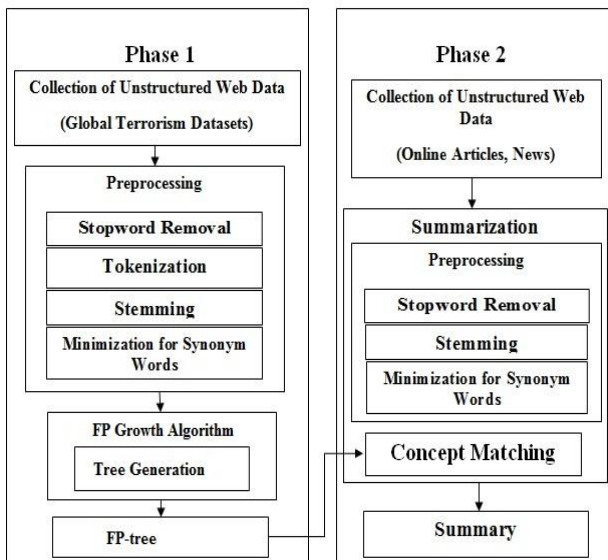 Phase 1
Collection of Unstructured Web Data
(Global Terrorism Datasets)
Preprocessing
Stopword Removal
Tokenization
Stemming
Minimization for Synonym
Words
FP Growth Algorithm
Tree Generation
FP-tree
Phase 2
Collection of Unstructured Web
Data
(Online Articles, News)
Summarization
Preprocessing
Stopword Removal
Stemming
Minimization for Synonym
Words
Concept Matching
Summary